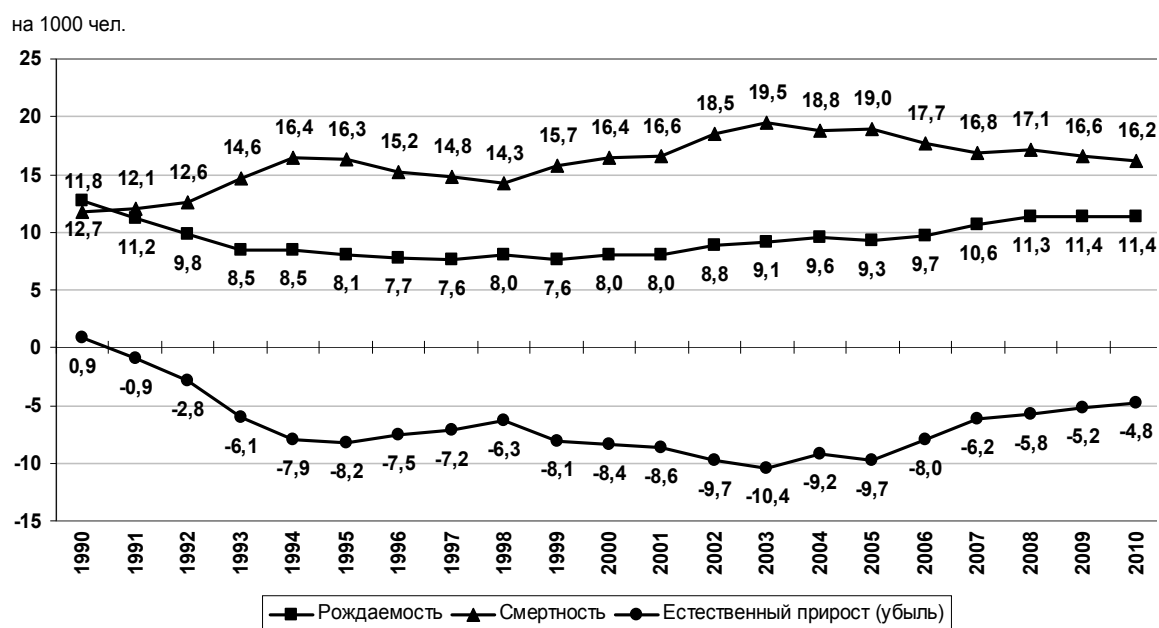 на 1000 чел.
25
20
15
10
5
0
-5
-10
-15
11,8 12,1 12,6 14,6 16,4 16,3 15,2 14,8 14,3 15,7 16,4 16,6 18,5 19,5 18,8 19,0 17,7 16,8 17,1 16,6 16,2
12,7 11,2 9,8 8,5 8,5 8,1 7,7 7,6 8,0 7,6 8,0 8,0 8,8 9,1 9,6 9,3 9,7 10,6 11,3 11,4 11,4
0,9 -0,9 -2,8 -6,1 -7,9 -8,2 -7,5 -7,2 -6,3 -8,1 -8,4 -8,6 -9,7 -10,4 -9,2 -9,7 -8,0 -6,2 -5,8 -5,2 -4,8
1990 1991 1992 1993 1994 1995 1996 1997 1998 1999 2000 2001 2002 2003 2004 2005 2006 2007 2008 2009 2010
Рождаемость Смертность Естественный прирост (убыль)